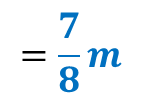 = 7/8 m